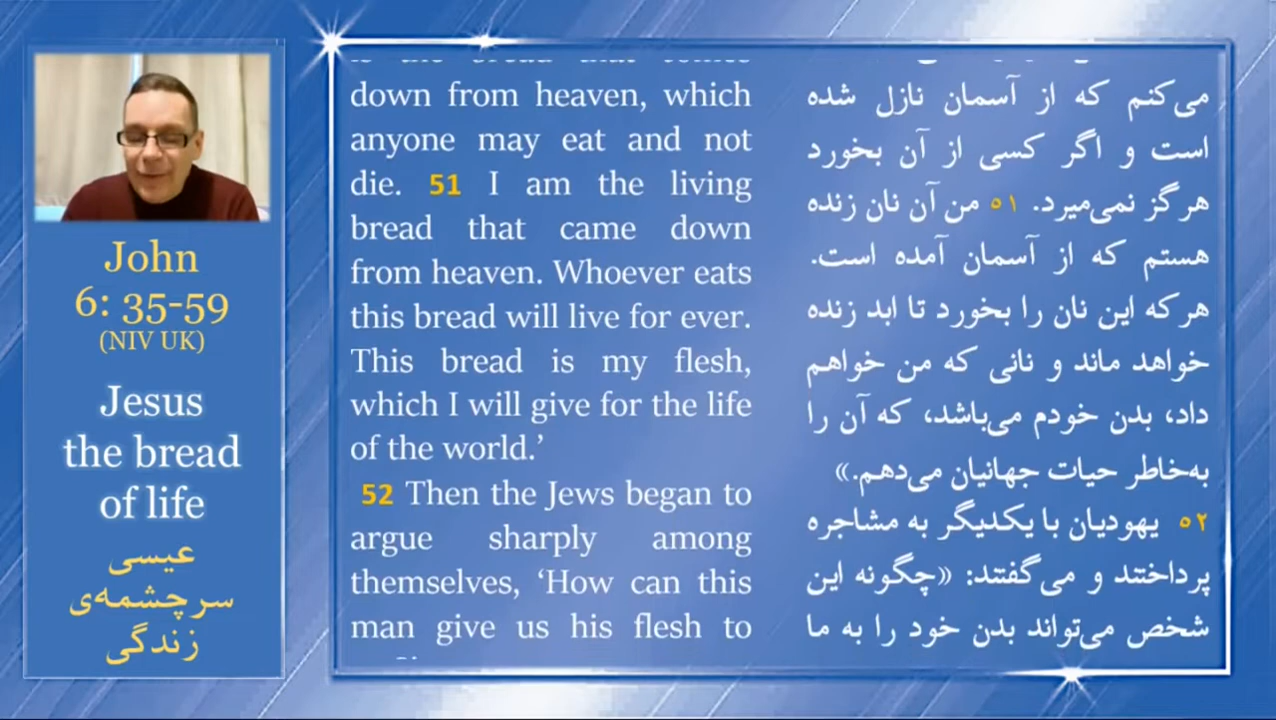 John
6: 35-59
(NIV UK)
Jesus
the bread
of life
عیسی
سرچشمه‌ی
زندگی
down from heaven, which
anyone may eat and not
die. 51 I am the living
bread that came down
from heaven. Whoever eats
this bread will live for ever.
This bread is my flesh,
which I will give for the life
of the world.’
52 Then the Jews began to
argue sharply among
themselves, ‘How can this
man give us his flesh to
می‌کنم که از آسمان نازل شده
است و اگر کسی از آن بخورد
هرگز نمی‌میرد. ۵۱ من آن نان زنده
هستم که از آسمان آمده است.
هرکه این نان را بخورد تا ابد زنده
خواهد ماند و نانی که من خواهم
داد، بدن خودم می‌باشد، که آن را
به‌خاطر حیات جهانیان می‌دهم.»
۵۲ یهودیان با یکدیگر به مشاجره
پرداختند و می‌گفتند: «چگونه این
شخص می‌تواند بدن خود را به ما